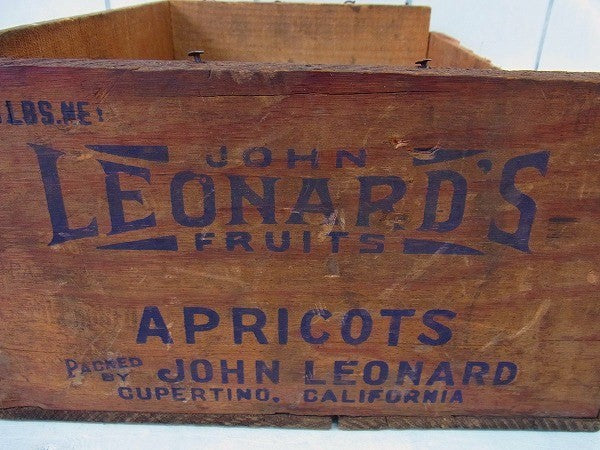 LBS. NET
JOHN
LEONARD'S
FRUITS
APRICOTS
PACKED BY JOHN LEONARD
CUPERTINO, CALIFORNIA